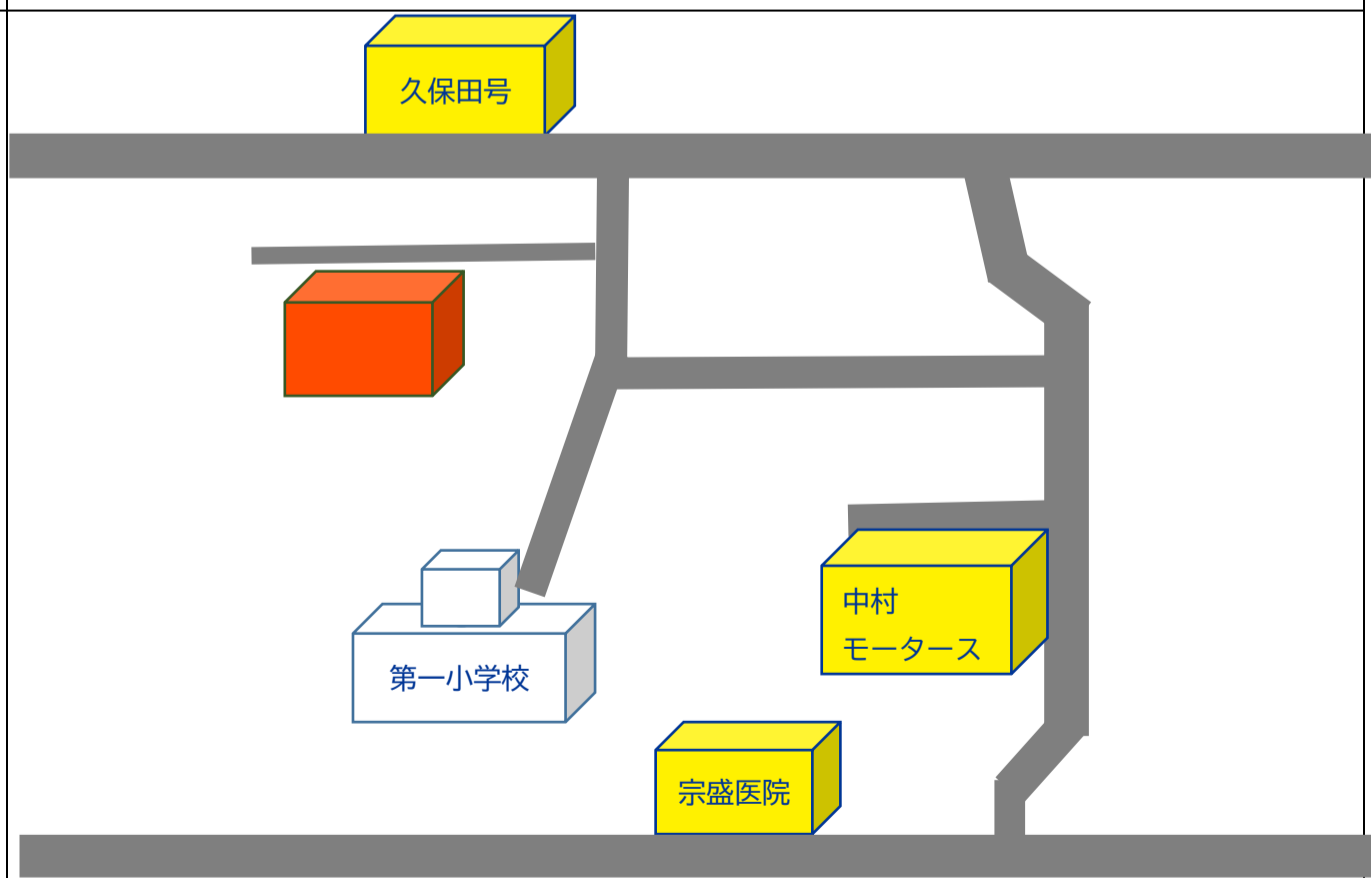 久保田号
中村
モータース
第一小学校
宗盛医院